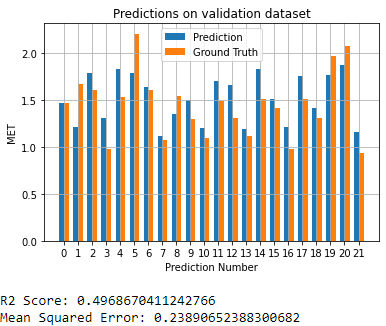 Predictions on validation dataset
Prediction
Ground Truth
2.0
1.5
1.0
0.5
0.0
MET
0 1 2 3 4 5 6 7 8 9 10 11 12 13 14 15 16 17 18 19 20 21
Prediction Number
R2 Score: 0.4968670411242766
Mean Squared Error: 0.23890652388300682